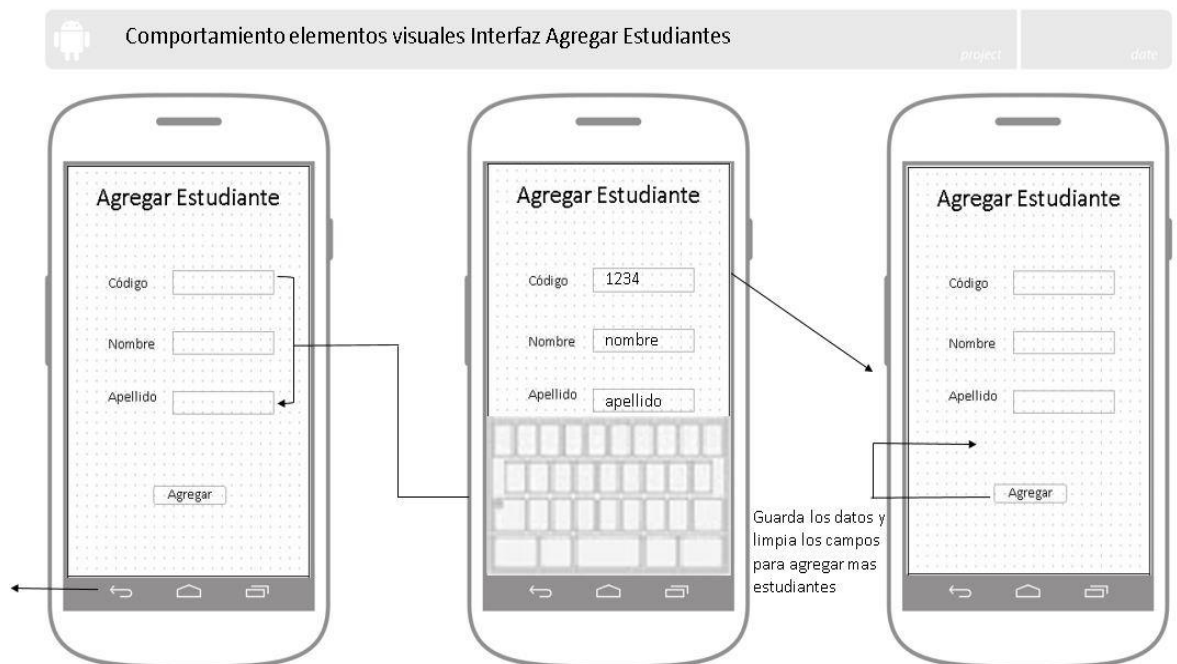 Comportamiento elementos visuales Interfaz Agregar Estudiantes
project
date
Agregar Estudiante
Código
Nombre
Apellido
Agregar
Agregar Estudiante
Código 1234
Nombre nombre
Apellido apellido
Guarda los datos y
limpia los campos
para agregar mas
estudiantes
Agregar Estudiante
Código
Nombre
Apellido
Agregar